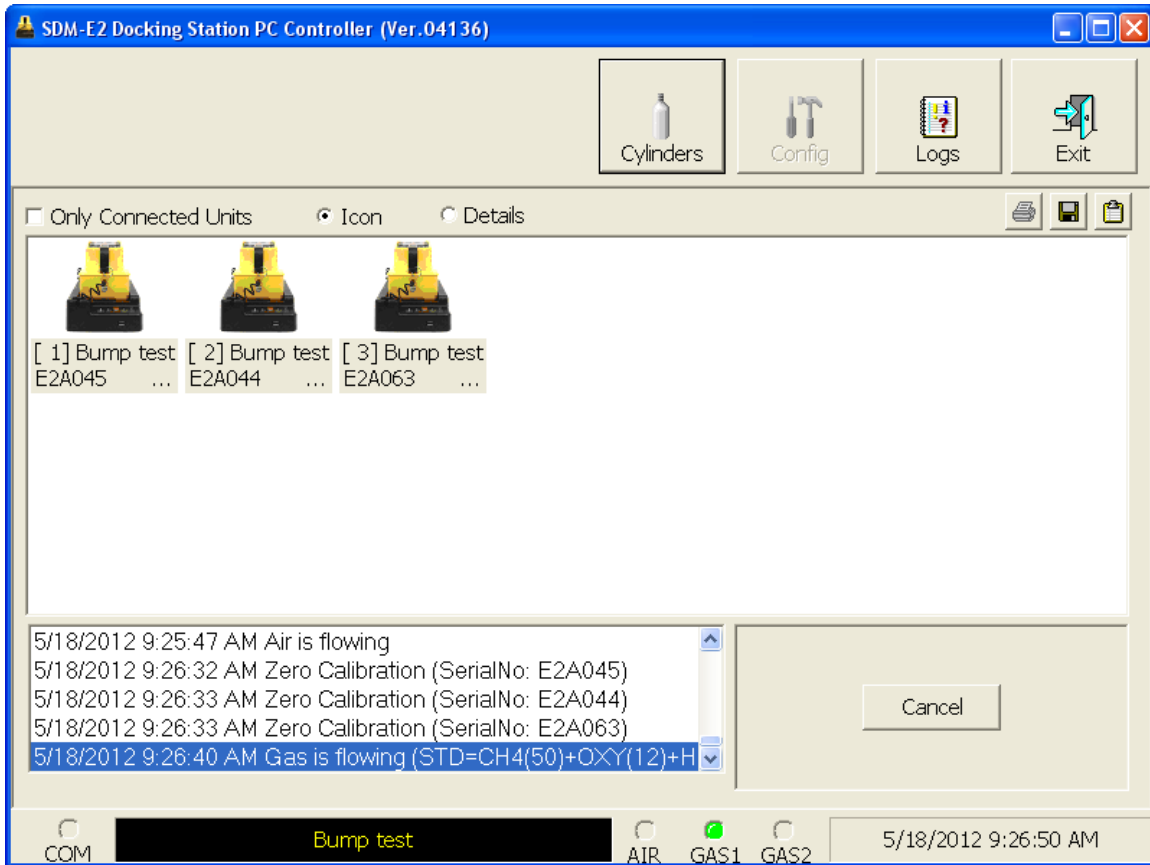 SDM-E2 Docking Station PC Controller (Ver.04136)
Cylinders
Config
Logs
Exit
Only Connected Units
Icon
Details
[ 1] Bump test
E2A045 ...
[ 2] Bump test
E2A044 ...
[ 3] Bump test
E2A063 ...
5/18/2012 9:25:47 AM Air is flowing
5/18/2012 9:26:32 AM Zero Calibration (SerialNo: E2A045)
5/18/2012 9:26:33 AM Zero Calibration (SerialNo: E2A044)
5/18/2012 9:26:33 AM Zero Calibration (SerialNo: E2A063)
5/18/2012 9:26:40 AM Gas is flowing (STD=CH4(50)+OXY(12)+H
Cancel
COM
Bump test
AIR
GAS1
GAS2
5/18/2012 9:26:50 AM